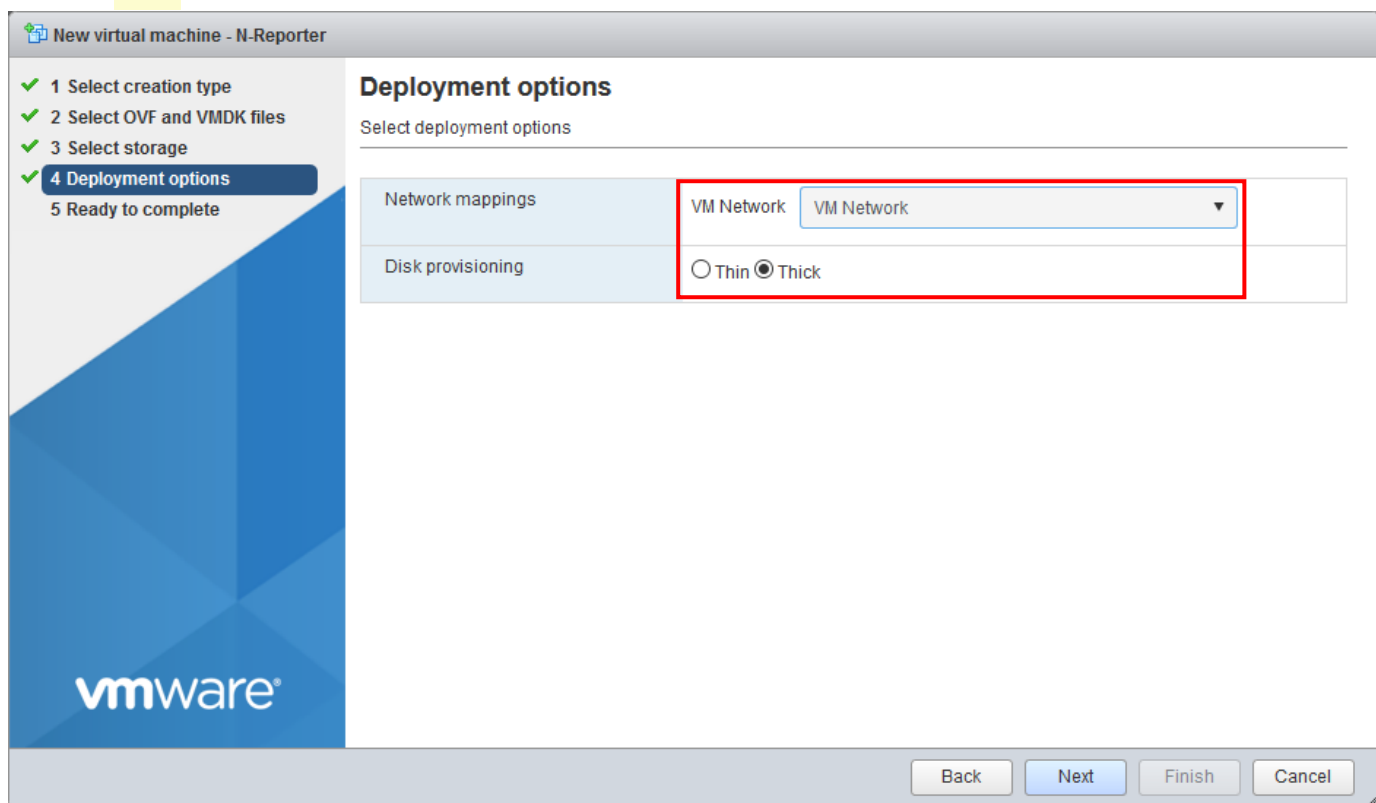 New virtual machine - N-Reporter
1 Select creation type
2 Select OVF and VMDK files
3 Select storage
4 Deployment options
5 Ready to complete
Deployment options
Select deployment options
Network mappings
VM Network
VM Network
Disk provisioning
Thin
Thick
vmware®
Back
Next
Finish
Cancel